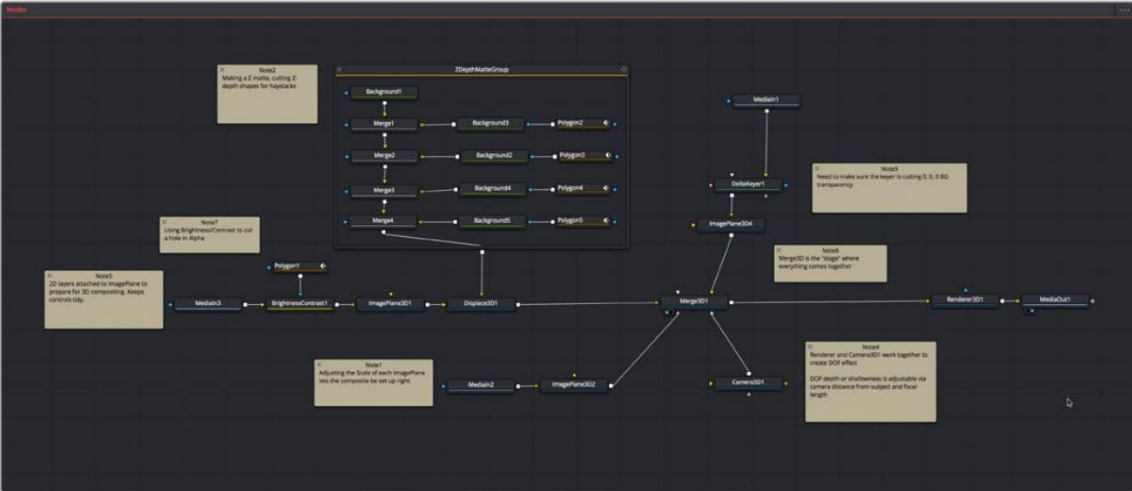 Nodes
Note2
Making a Z matte, cutting Z-
depth shapes for haystacks
ZDepthMatteGroup
Background1
Merge1
Background3
Polygon2
Merge2
Background2
Polygon3
Merge3
Background4
Polygon4
Merge4
Background5
Polygon5
MediaIn1
DeltaKeyer1
ImagePlane3D4
Need to make sure the keyer is cutting 0, 0, 0 BG
transparency
Note7
Using Brightness/Contrast to cut
a hole in Alpha
Note6
Merge3D is the "stage" where
everything comes together
Polygon1
Note5
2D layers attached to ImagePlane to
prepare for 3D compositing. Keeps
controls tidy.
MediaIn3
BrightnessContrast1
ImagePlane3D1
Displace3D1
Merge3D1
Renderer3D1
MediaOut1
Note1
Adjusting the Scale of each ImagePlane
lets the composite be set up right.
MediaIn2
ImagePlane3D2
Camera3D1
Note4
Renderer and Camera3D1 work together to
create DOF effect
DOF depth or shallowness is adjustable via
camera distance from subject and focal
length